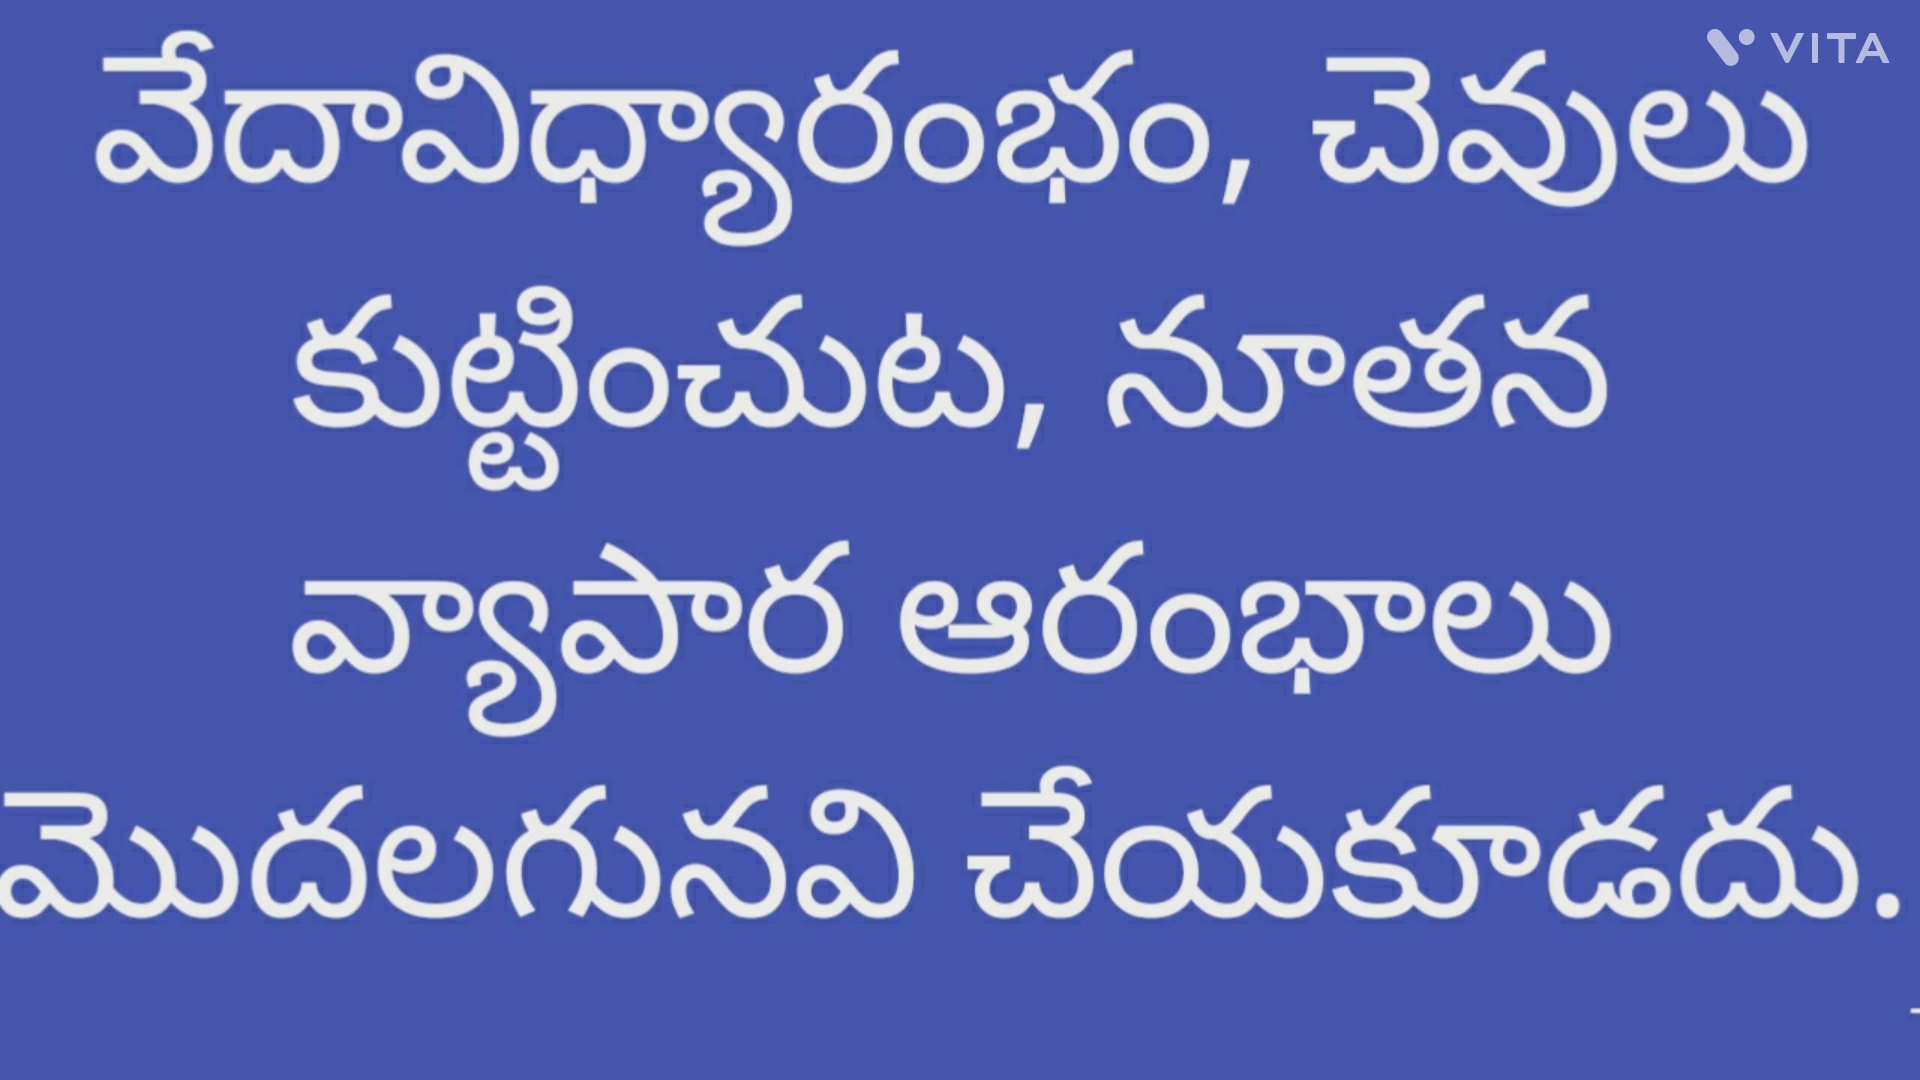 VITA
వేదావిధ్యారంభం, చెవులు
కుట్టించుట, నూతన
వ్యాపార ఆరంభాలు
మొదలగునవి చేయకూడదు.